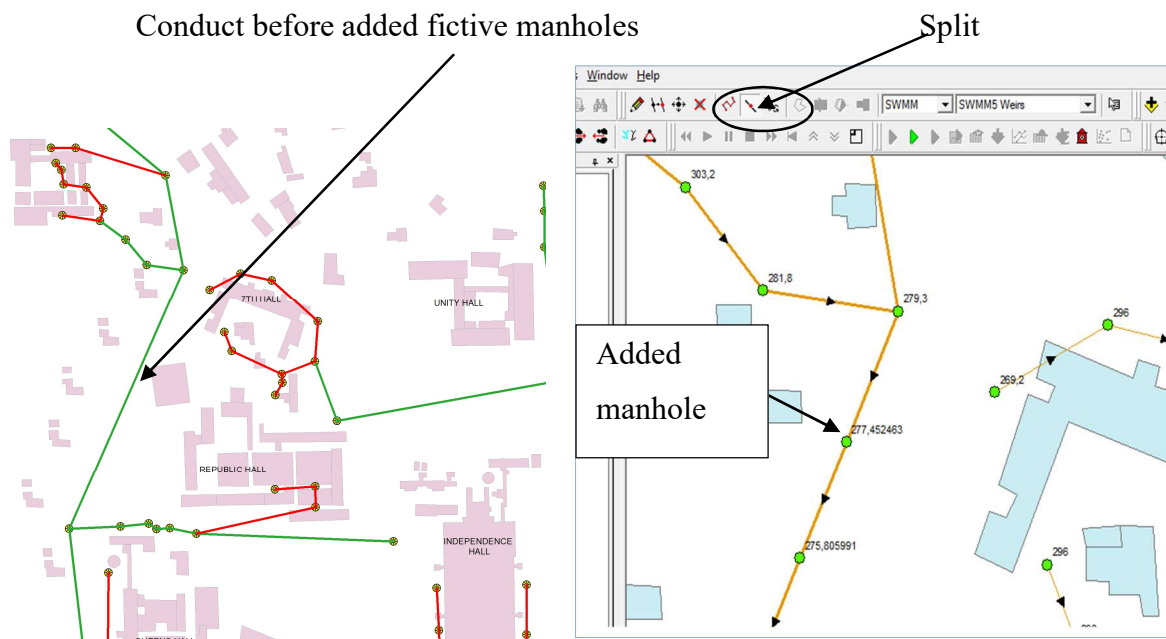 Conduct before added fictive manholes
Split
Window Help
SWMM
SWMM5 Weirs
303,2
281,8
279,3
296
269,2
Added
manhole
277,452463
275,805991
296
UNITY HALL
REPUBLIC HALL
INDEPENDENCE
HALL